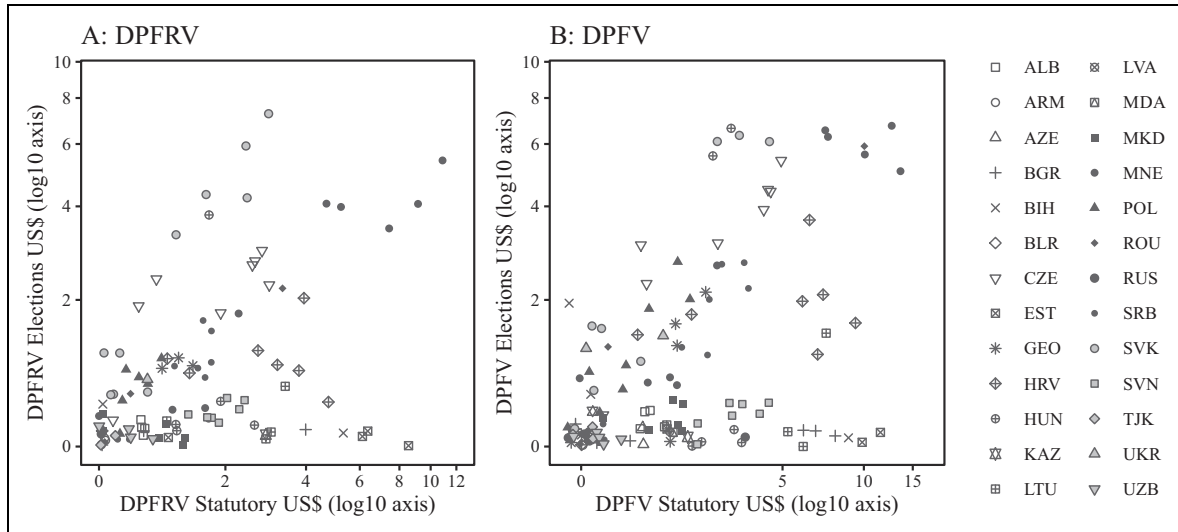 A: DPFRV
B: DPFV
DPFRV Elections US$ (log10 axis)
10
8
6
4
2
0
0 2 4 6 8 10 12
DPFRV Statutory US$ (log10 axis)
DPFV Elections US$ (log10 axis)
10
8
6
4
2
0
0 5 10 15
DPFV Statutory US$ (log10 axis)
ALB LVA
ARM MDA
AZE MKD
BGR MNE
BIH POL
BLR ROU
CZE RUS
EST SRB
GEO SVK
HRV SVN
HUN TJK
KAZ UKR
LTU UZB